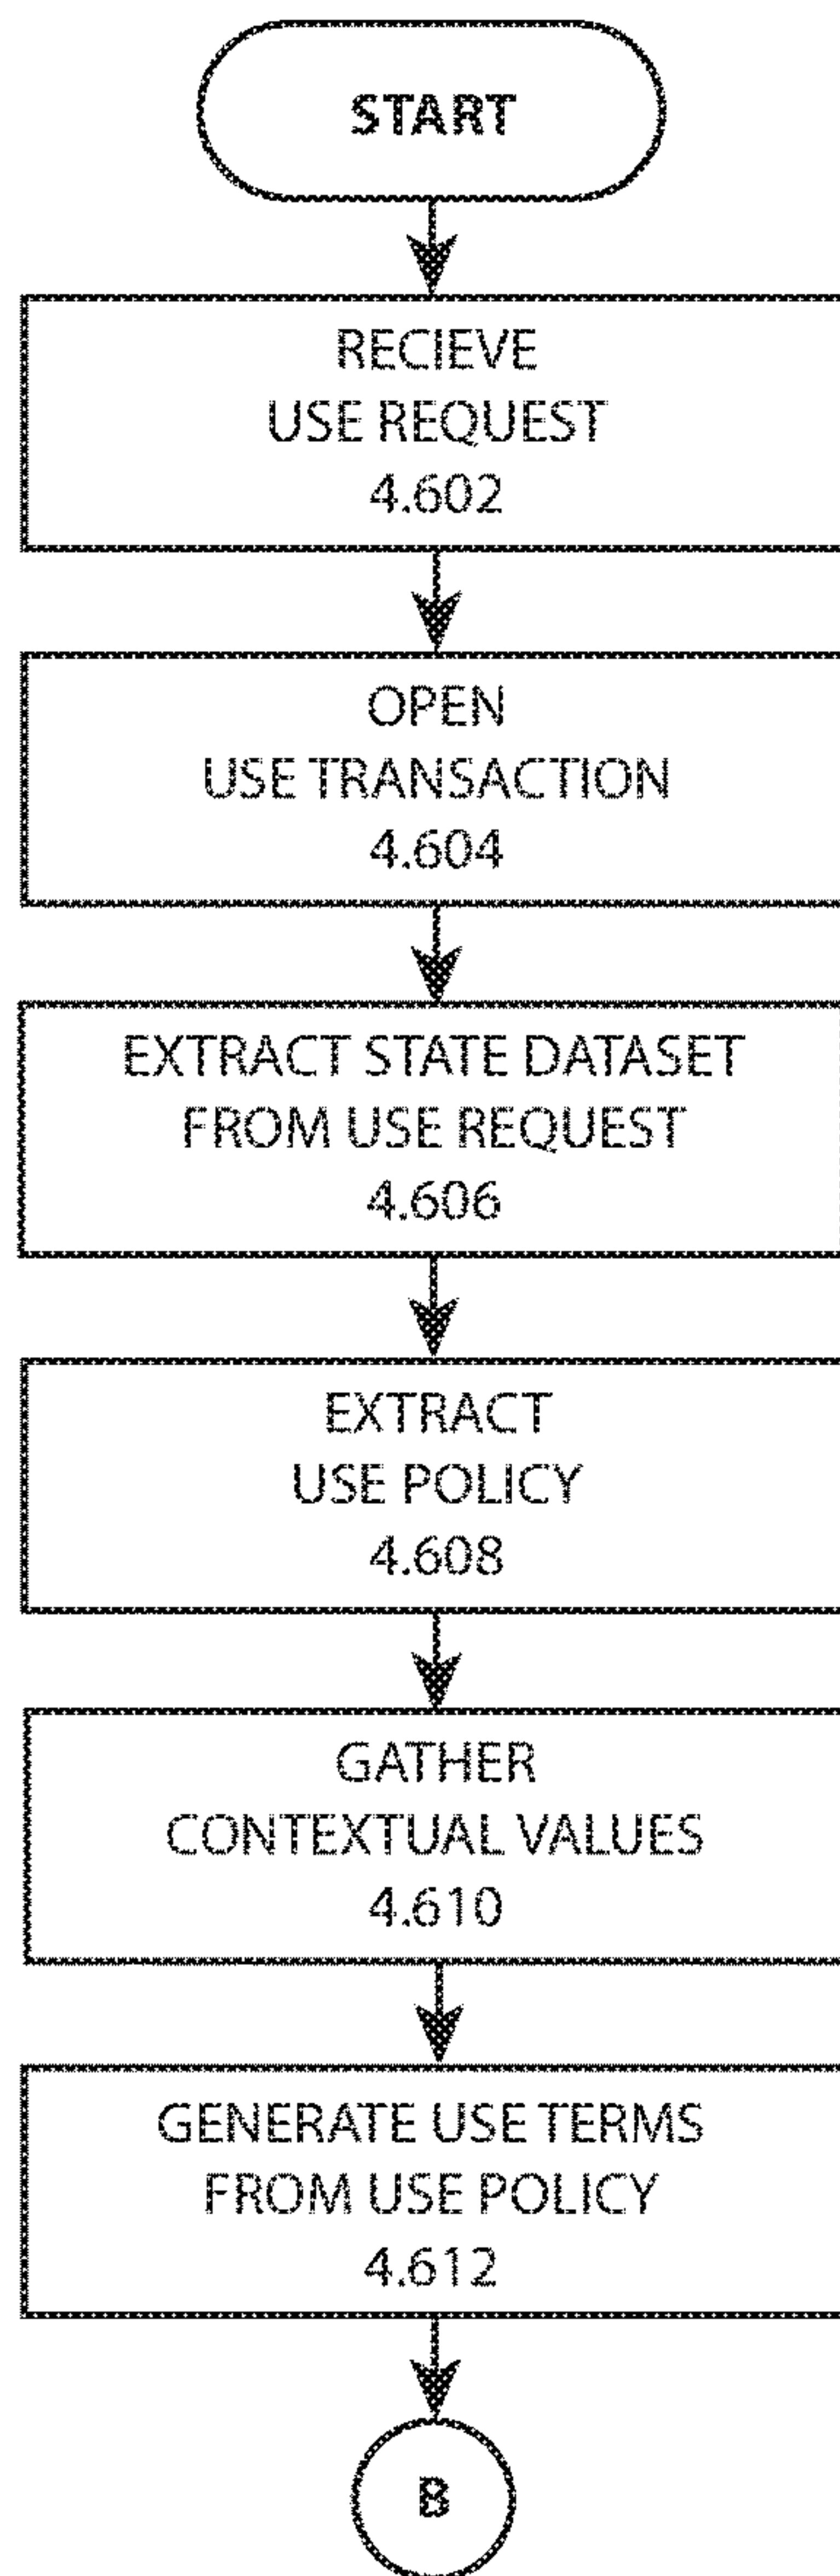 START
RECIEVE
USE REQUEST
4.602
OPEN
USE TRANSACTION
4.604
EXTRACT STATE DATASET
FROM USE REQUEST
4.606
EXTRACT
USE POLICY
4.608
GATHER
CONTEXTUAL VALUES
4.610
GENERATE USE TERMS
FROM USE POLICY
4.612
B